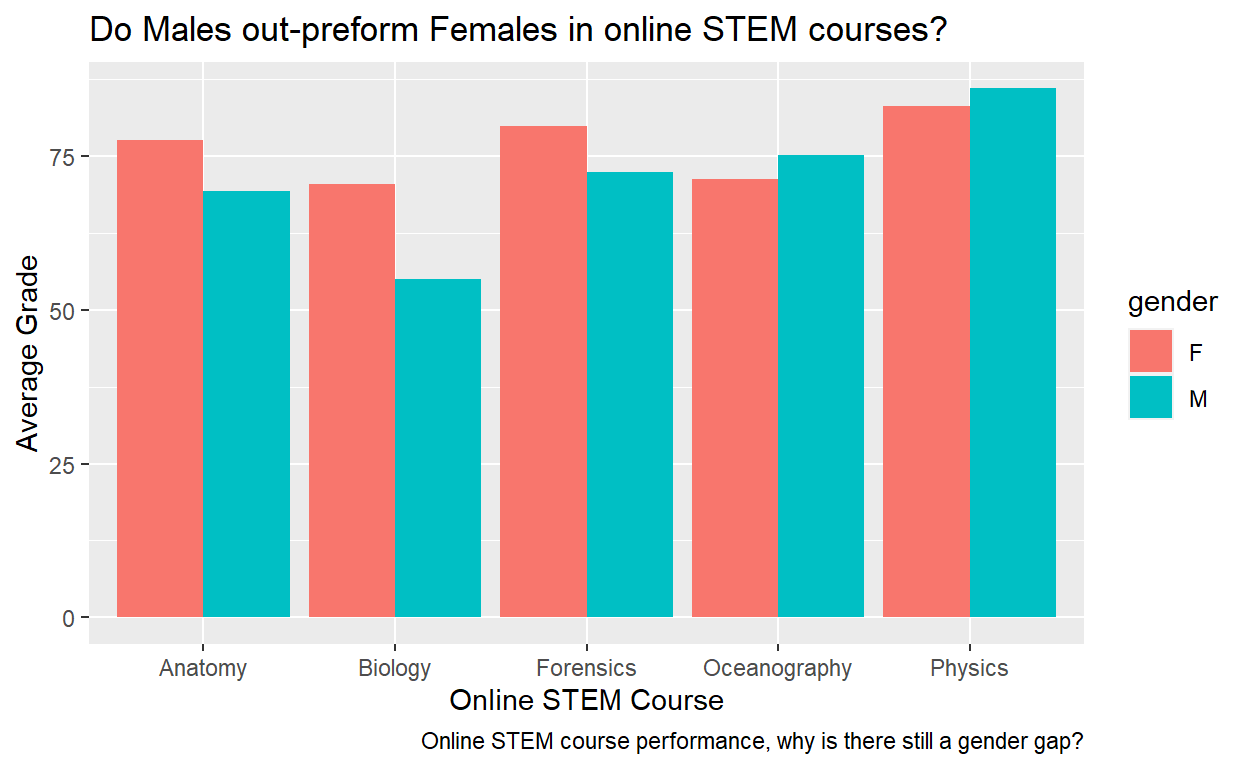 Do Males out-preform Females in online STEM courses?
Average Grade
75
50
25
0
Anatomy Biology Forensics Oceanography Physics
Online STEM Course
gender
F
M
Online STEM course performance, why is there still a gender gap?